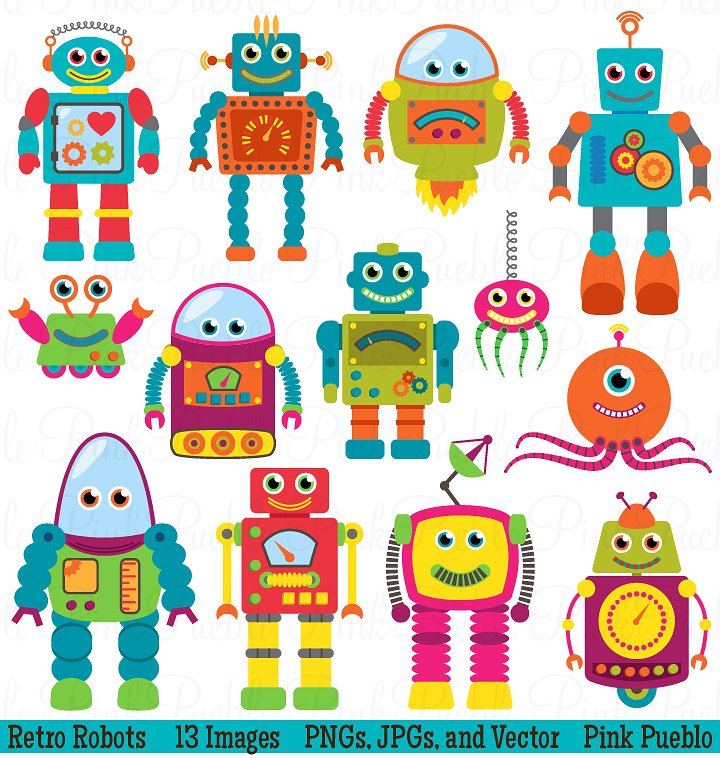 Retro Robots 13 Images PNGs, JPGs, and Vector Pink Pueblo